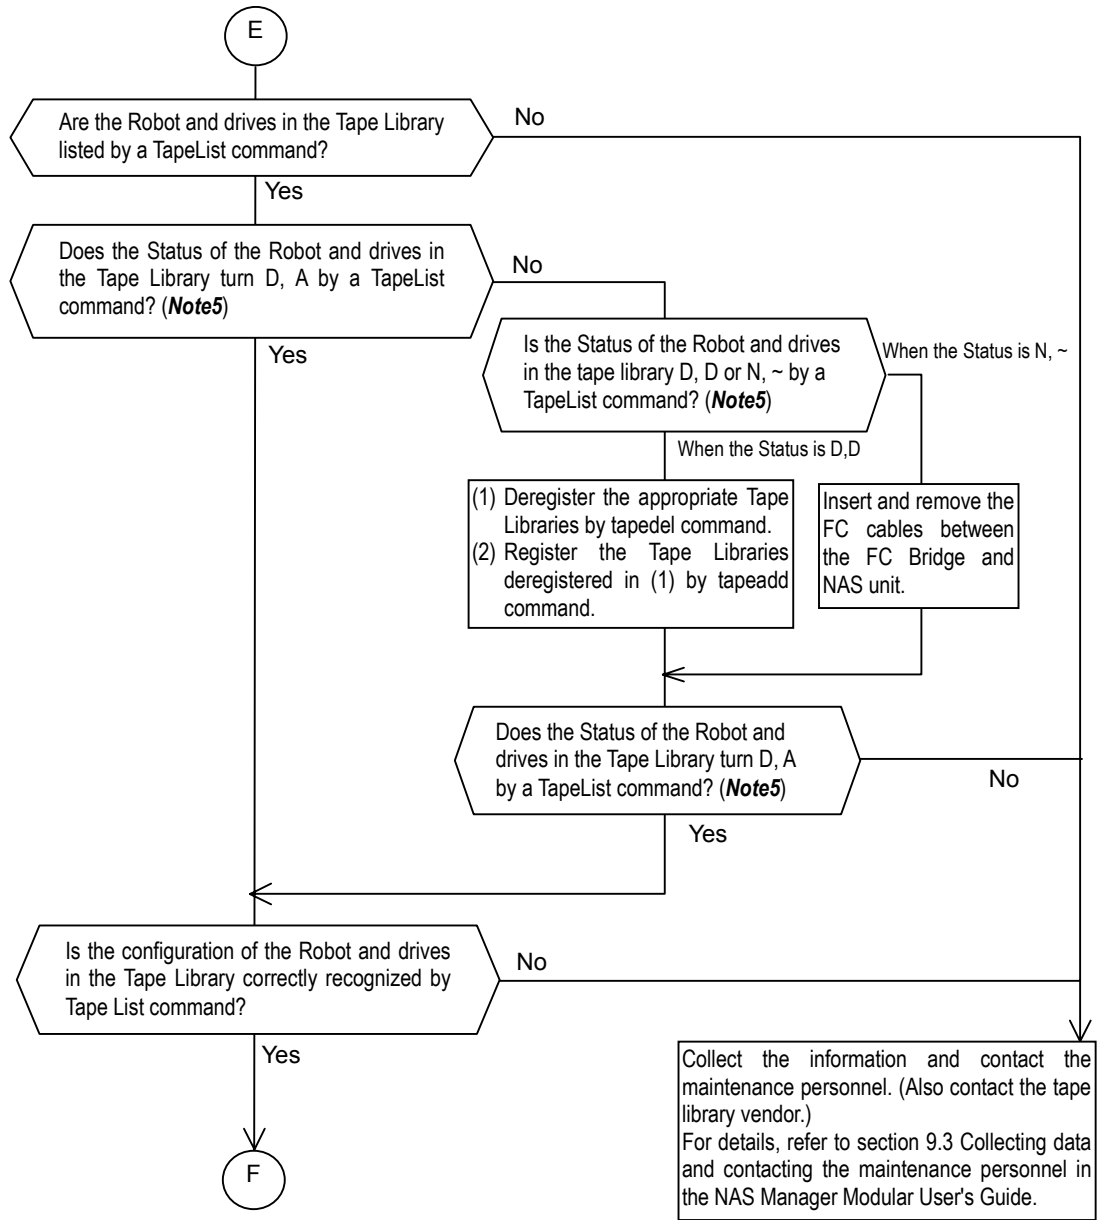 E
Are the Robot and drives in the Tape Library
listed by a TapeList command?
No
Yes
Does the Status of the Robot and drives in
the Tape Library turn D, A by a TapeList
command? (Note5)
No
Yes
Is the Status of the Robot and drives
in the tape library D, D or N, ~ by a
TapeList command? (Note5)
When the Status is N, ~
When the Status is D,D
(1) Deregister the appropriate Tape
Libraries by tapedel command.
(2) Register the Tape Libraries
deregistered in (1) by tapeadd
command.
Insert and remove the
FC cables between
the FC Bridge and
NAS unit.
Does the Status of the Robot and
drives in the Tape Library turn D, A
by a TapeList command? (Note5)
No
Yes
Is the configuration of the Robot and drives
in the Tape Library correctly recognized by
Tape List command?
No
Yes
Collect the information and contact the
maintenance personnel. (Also contact the tape
library vendor.)
For details, refer to section 9.3 Collecting data
and contacting the maintenance personnel in
the NAS Manager Modular User's Guide.
F